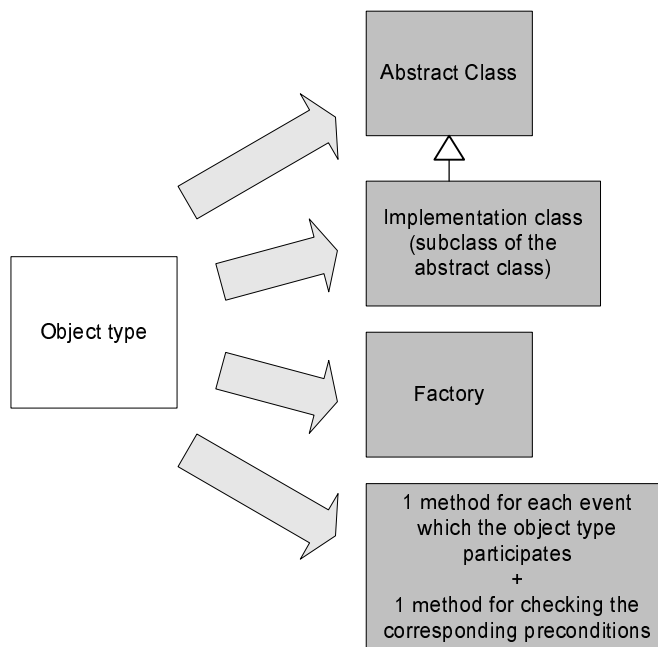 Abstract Class
Implementation class
(subclass of the
abstract class)
Object type
Factory
1 method for each event
which the object type
participates
+
1 method for checking the
corresponding preconditions